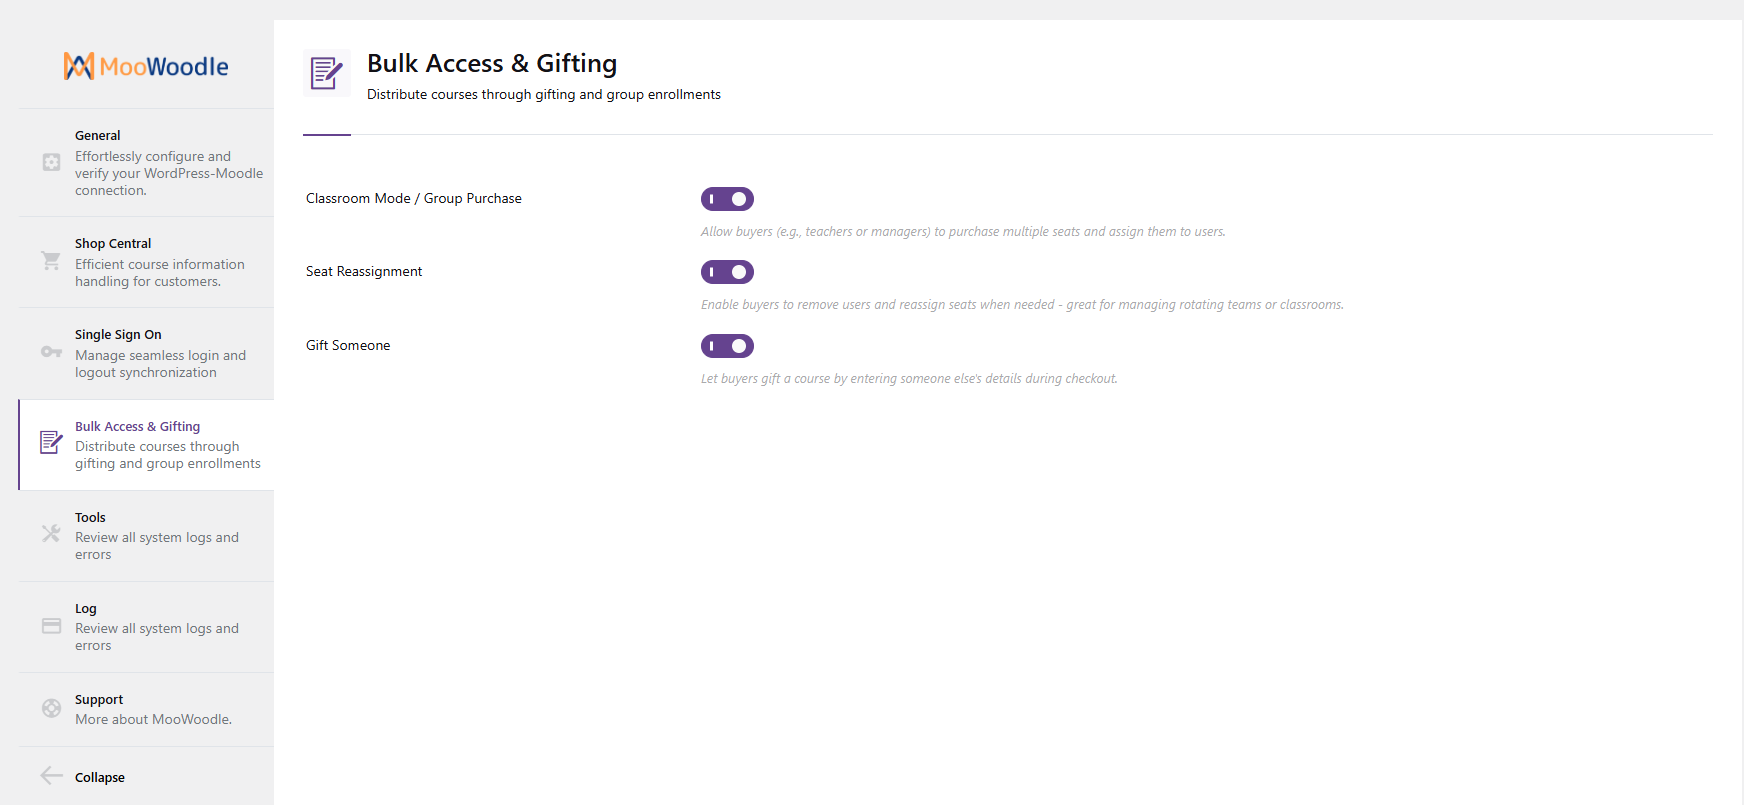 MooWoodle
General
Effortlessly configure and
verify your WordPress-Moodle
connection.
Shop Central
Efficient course information
handling for customers.
Single Sign On
Manage seamless login and
logout synchronization
Bulk Access & Gifting
Distribute courses through
gifting and group enrollments
Tools
Review all system logs and
errors
Log
Review all system logs and
errors
Support
More about MooWoodle.
Collapse
Bulk Access & Gifting
Distribute courses through gifting and group enrollments
Classroom Mode / Group Purchase
Allow buyers (e.g., teachers or managers) to purchase multiple seats and assign them to users.
Seat Reassignment
Enable buyers to remove users and reassign seats when needed - great for managing rotating teams or classrooms.
Gift Someone
Let buyers gift a course by entering someone else's details during checkout.